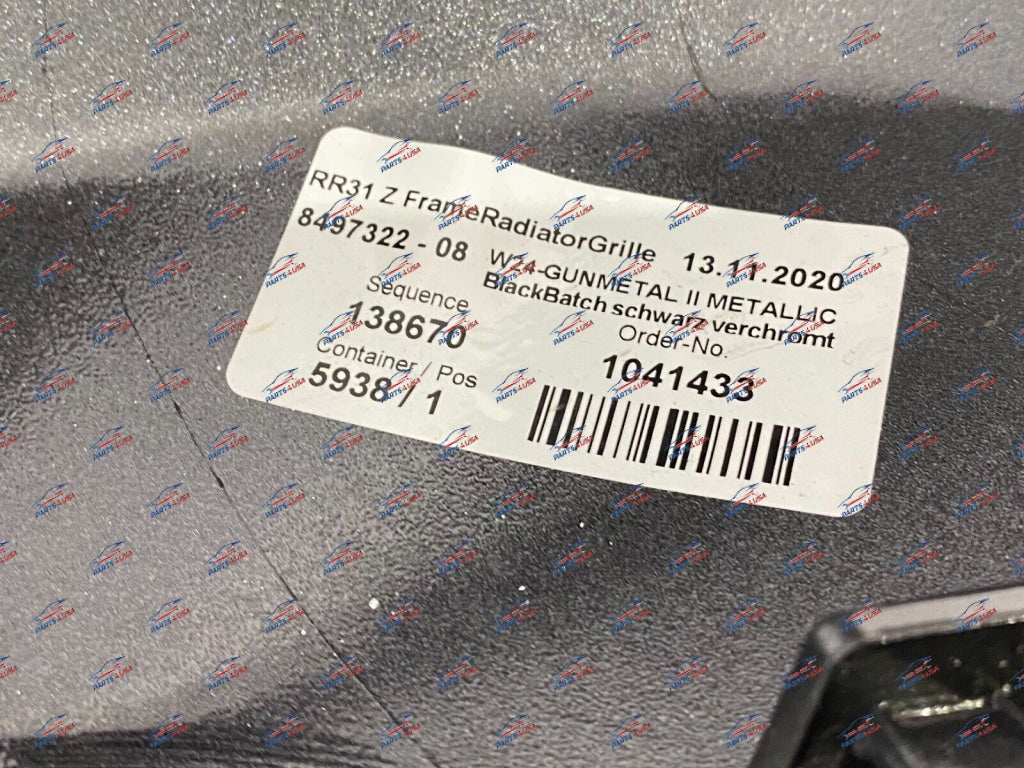 RR31 Z FrameRadiatorGrille 13.11.2020
8497322 - 08 W24-GUNMETAL II METALLIC
BlackBatch schwarz verchromt
Sequence Order-No.
138670 1041433
Container / Pos
5938 / 1
PARTS4USA